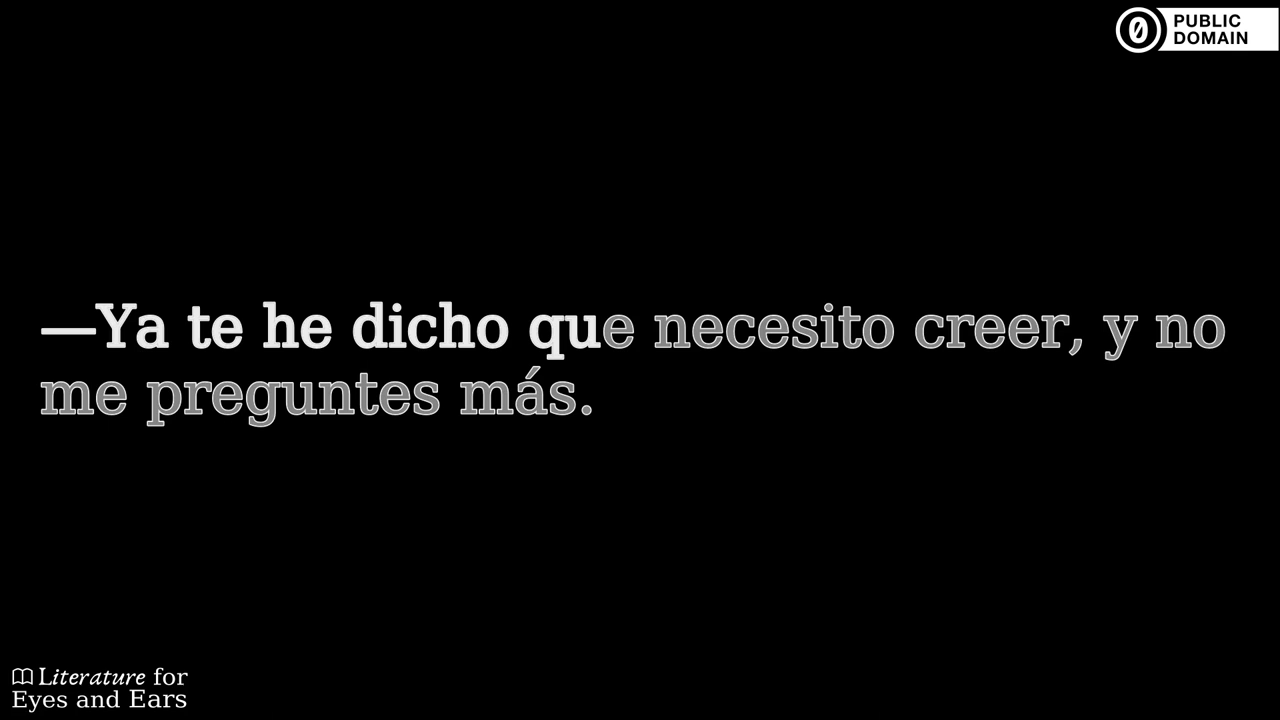 PUBLIC
DOMAIN
—Ya te he dicho que necesito creer, y no
me preguntes más.
Literature for
Eyes and Ears